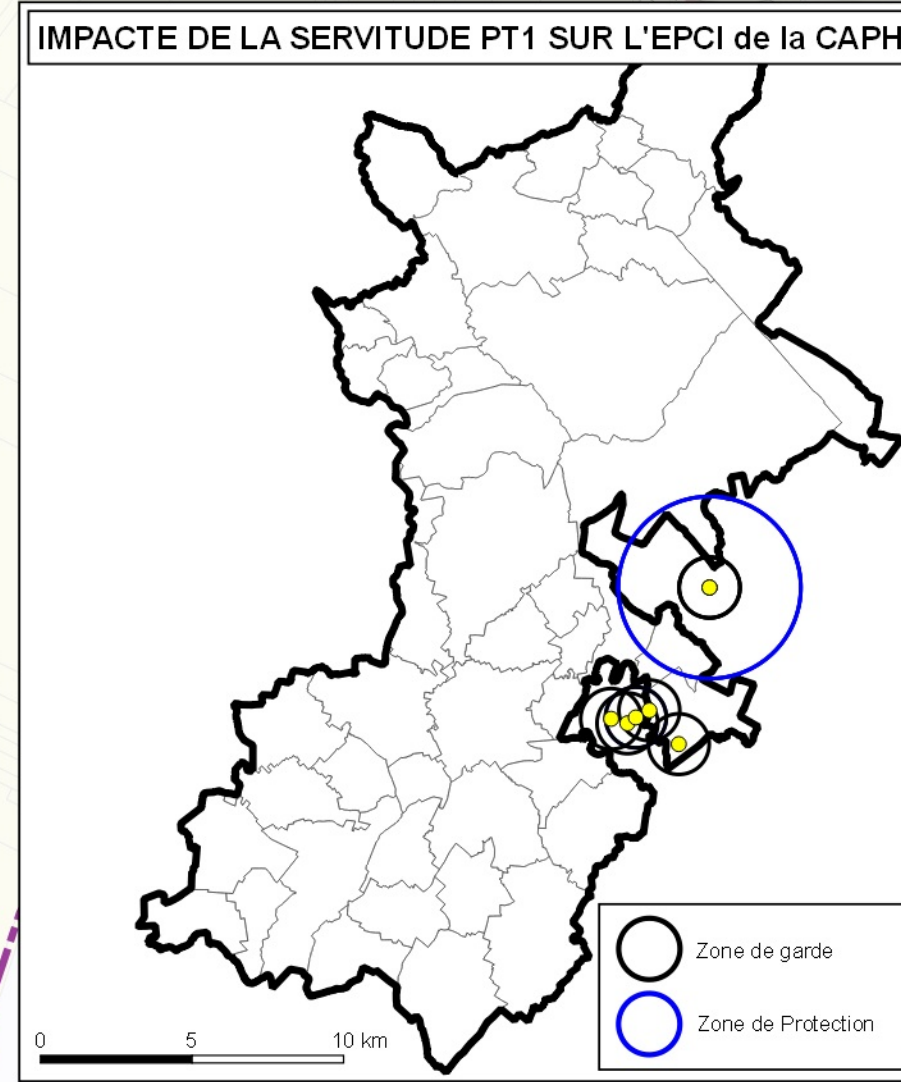 IMPACTE DE LA SERVITUDE PT1 SUR L'EPCI de la CAPH
Zone de garde
Zone de Protection
0 5 10 km